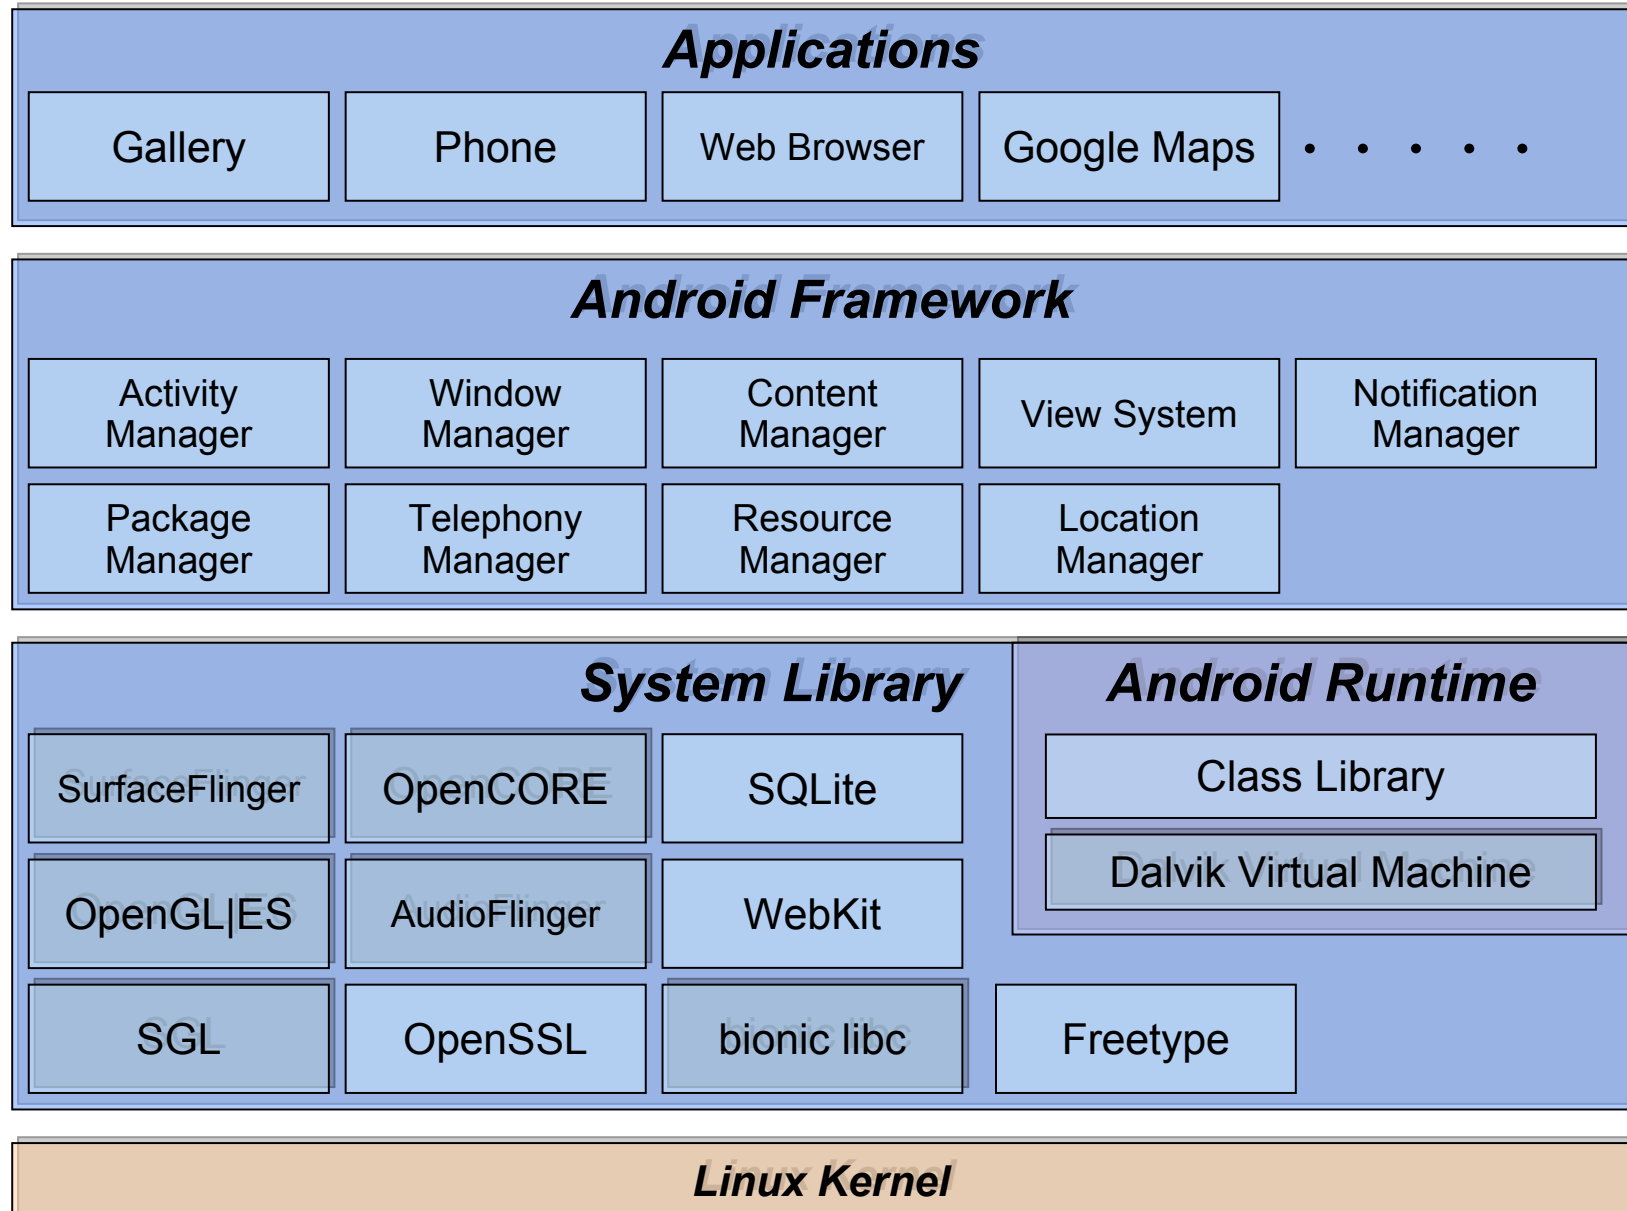 Applications
Gallery
Phone
Web Browser
Google Maps
· · · · ·
Android Framework
Activity
Manager
Window
Manager
Content
Manager
View System
Notification
Manager
Package
Manager
Telephony
Manager
Resource
Manager
Location
Manager
System Library
Android Runtime
SurfaceFlinger
OpenCORE
SQLite
Class Library
OpenGL|ES
AudioFlinger
WebKit
Dalvik Virtual Machine
SGL
OpenSSL
bionic libc
Freetype
Linux Kernel